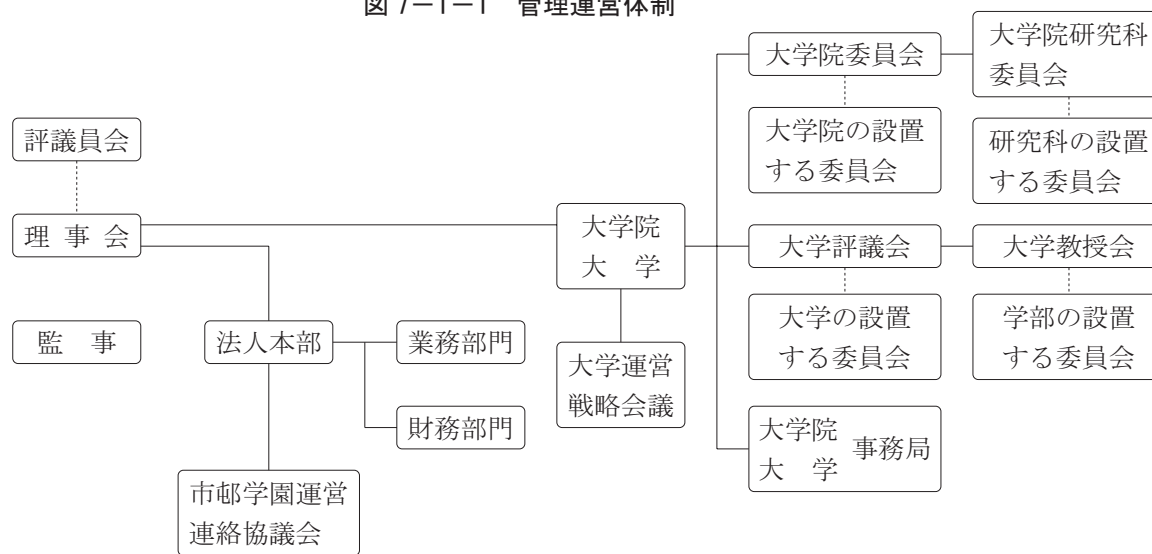 図 7-1-1 管理運営体制
大学院委員会
大学院研究科
委員会
評議員会
大学院の設置
する委員会
研究科の設置
する委員会
理 事 会
大学院
大 学
大学評議会
大学教授会
監 事
法人本部
業務部門
財務部門
大学運営
戦略会議
大学の設置
する委員会
学部の設置
する委員会
大学院
大 学
事務局
市邨学園運営
連絡協議会